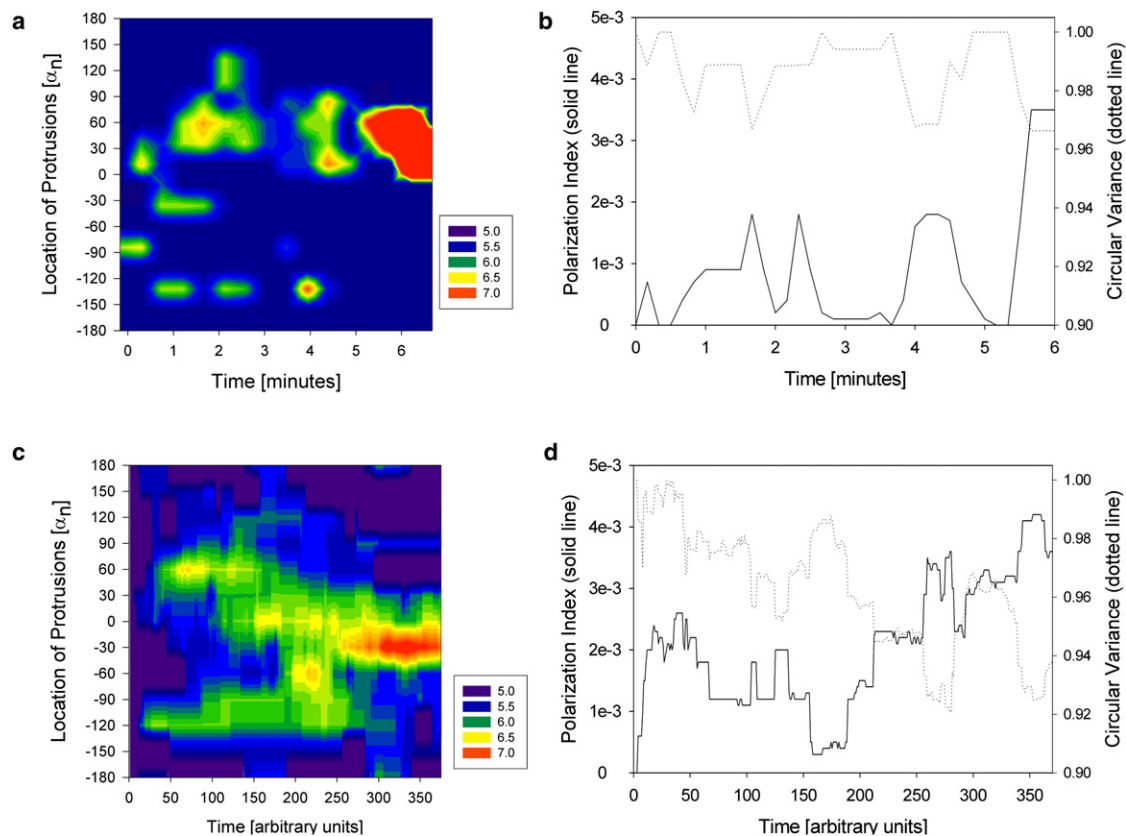 a
180
150
120
90
60
30
0
-30
-60
-90
-120
-150
-180
Location of Protrusions [αn]
0 1 2 3 4 5 6
Time [minutes]
5.0
5.5
6.0
6.5
7.0
b
5e-3
4e-3
3e-3
2e-3
1e-3
0
Polarization Index (solid line)
1.00
0.98
0.96
0.94
0.92
0.90
Circular Variance (dotted line)
0 1 2 3 4 5 6
Time [minutes]
c
180
150
120
90
60
30
0
-30
-60
-90
-120
-150
-180
Location of Protrusions [αn]
0 50 100 150 200 250 300 350
Time [arbitrary units]
5.0
5.5
6.0
6.5
7.0
d
5e-3
4e-3
3e-3
2e-3
1e-3
0
Polarization Index (solid line)
1.00
0.98
0.96
0.94
0.92
0.90
Circular Variance (dotted line)
0 50 100 150 200 250 300 350
Time [arbitrary units]